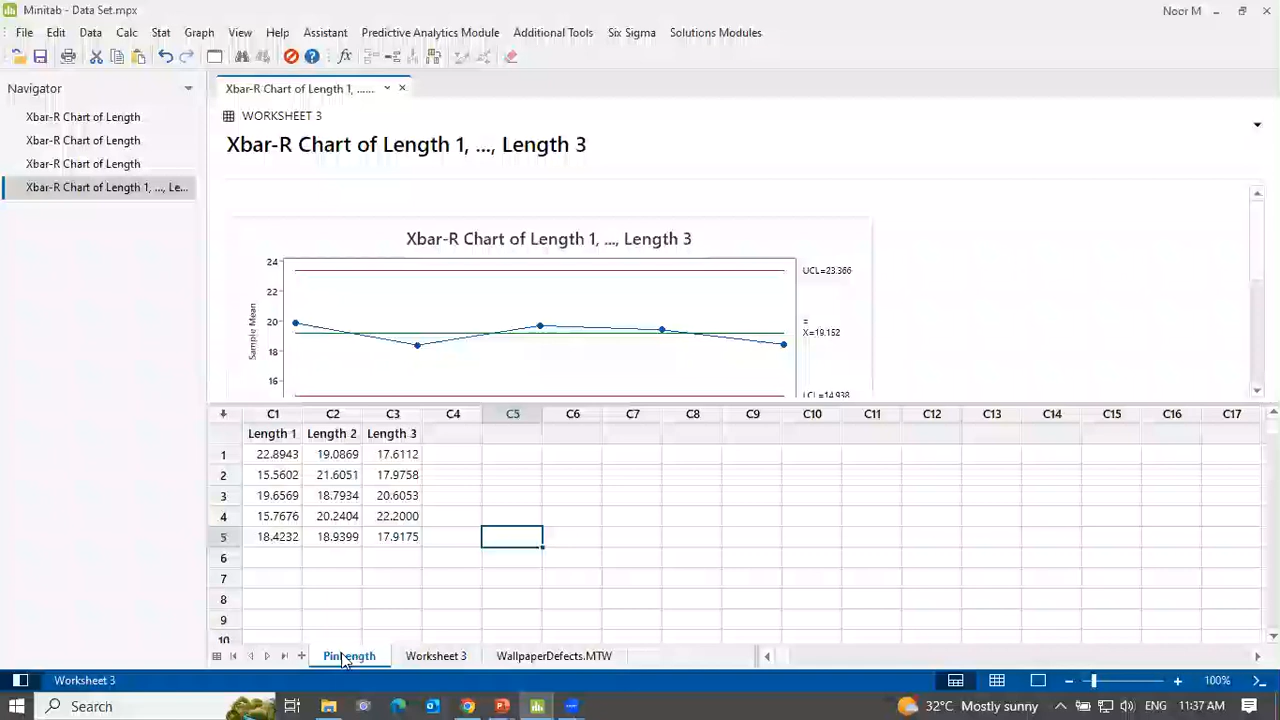 Minitab - Data Set.mpx
Noor M
File Edit Data Calc Stat Graph View Help Assistant Predictive Analytics Module Additional Tools Six Sigma Solutions Modules
Navigator
Xbar-R Chart of Length 1, ......
Xbar-R Chart of Length
Xbar-R Chart of Length
Xbar-R Chart of Length
Xbar-R Chart of Length 1, ..., Le...
WORKSHEET 3
Xbar-R Chart of Length 1, ..., Length 3
Xbar-R Chart of Length 1, ..., Length 3
Sample Mean
24
22
20
18
16
UCL=23.366
X=19.152
LCL=14.938
C1 C2 C3 C4 C5 C6 C7 C8 C9 C10 C11 C12 C13 C14 C15 C16 C17
Length 1 Length 2 Length 3
1 22.8943 19.0869 17.6112
2 15.5602 21.6051 17.9758
3 19.6569 18.7934 20.6053
4 15.7676 20.2404 22.2000
5 18.4232 18.9399 17.9175
6
7
8
9
10
PinLength Worksheet 3 WallpaperDefects.MTW
Worksheet 3
100%
Search
32°C Mostly sunny
ENG
11:37 AM